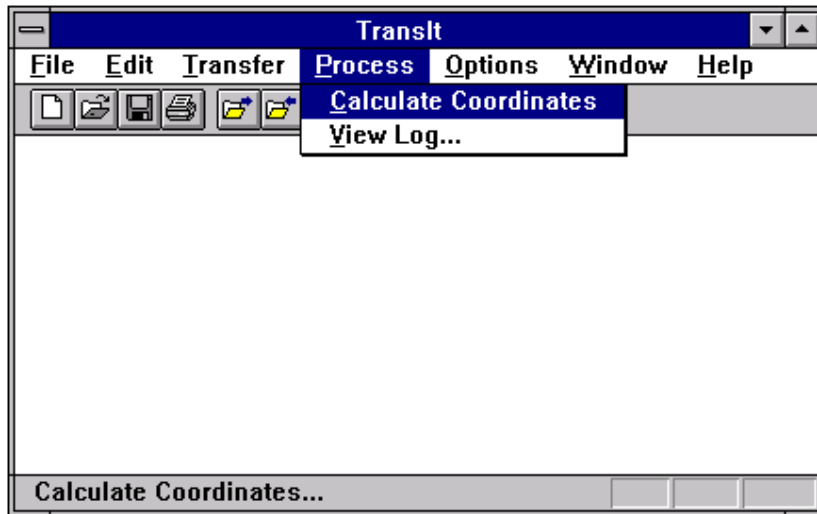 TransIt
File Edit Transfer Process Options Window Help
Calculate Coordinates
View Log...
Calculate Coordinates...